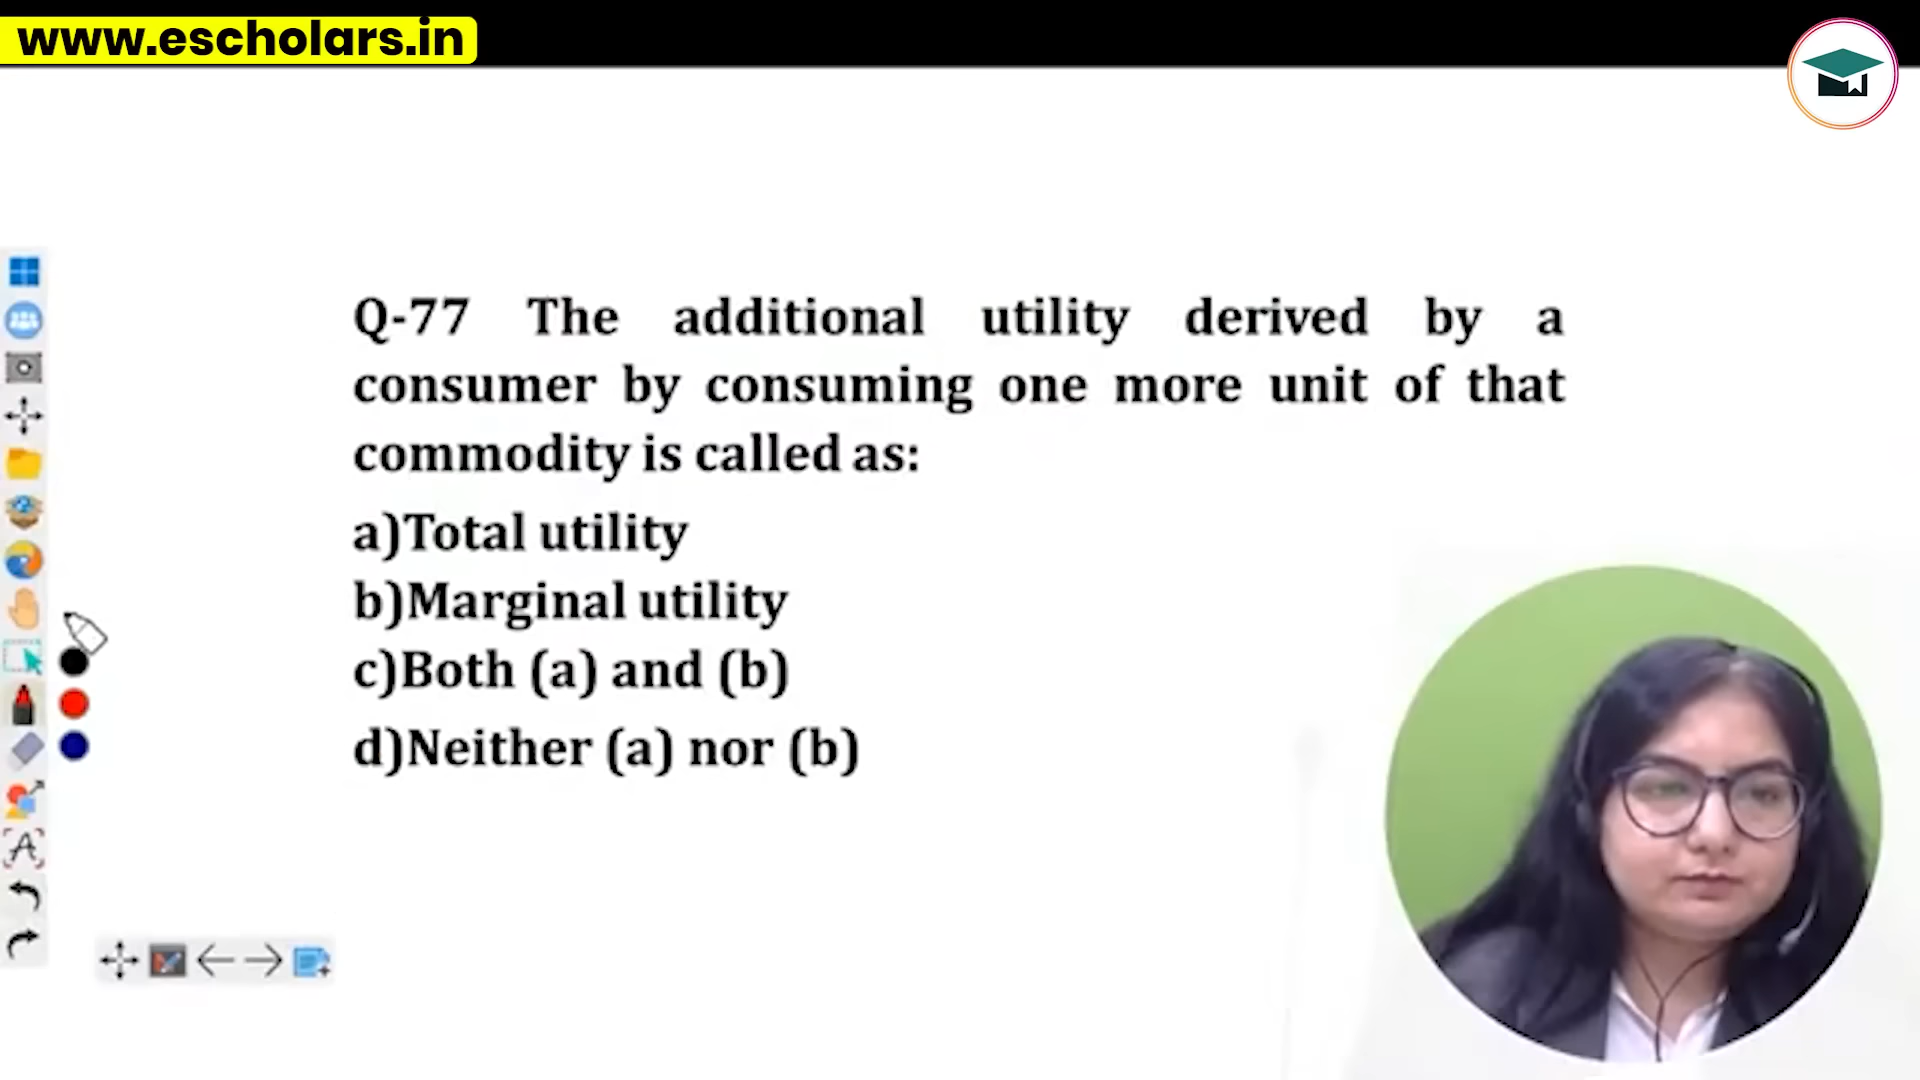 www.escholars.in
Q-77 The additional utility derived by a
consumer by consuming one more unit of that
commodity is called as:
a)Total utility
b)Marginal utility
c)Both (a) and (b)
d)Neither (a) nor (b)